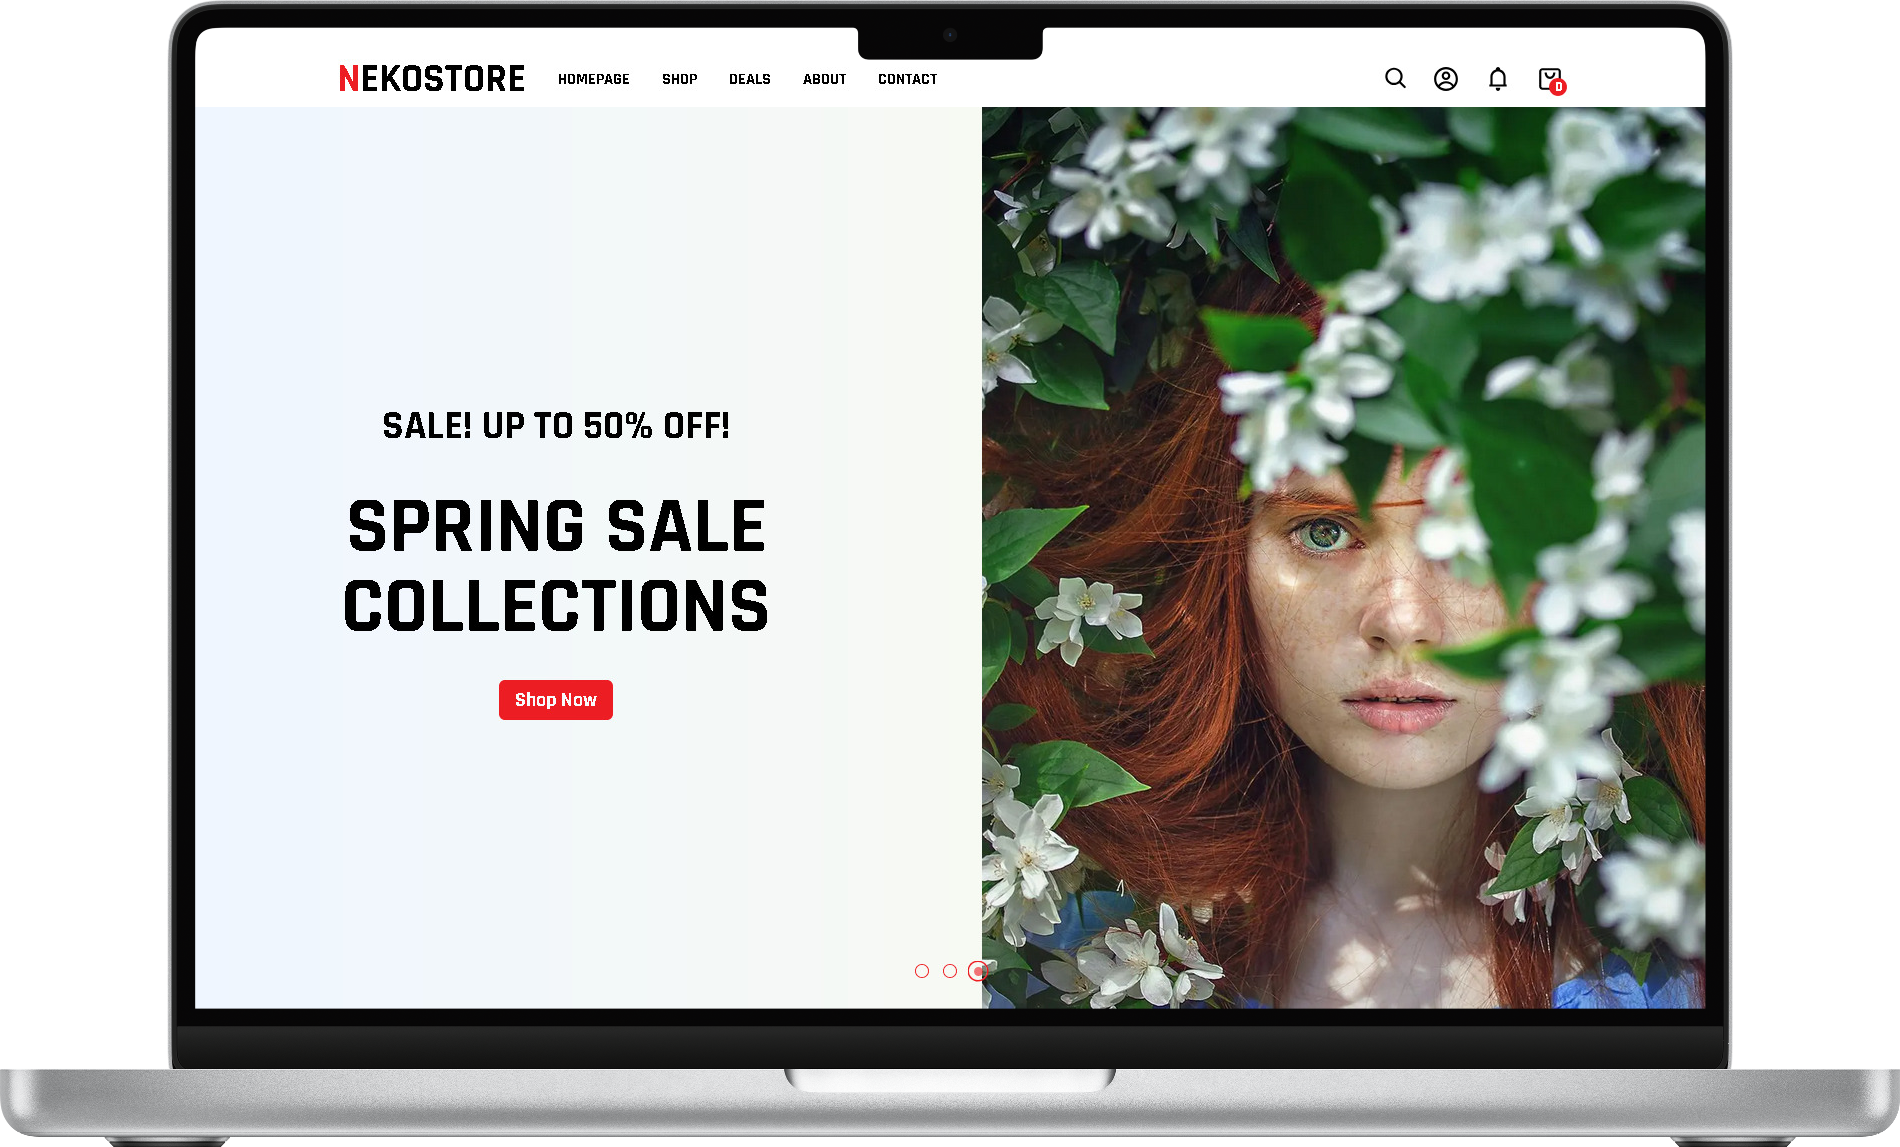 NEKOSTORE
HOMEPAGE SHOP DEALS ABOUT CONTACT
0
SALE! UP TO 50% OFF!
SPRING SALE
COLLECTIONS
Shop Now